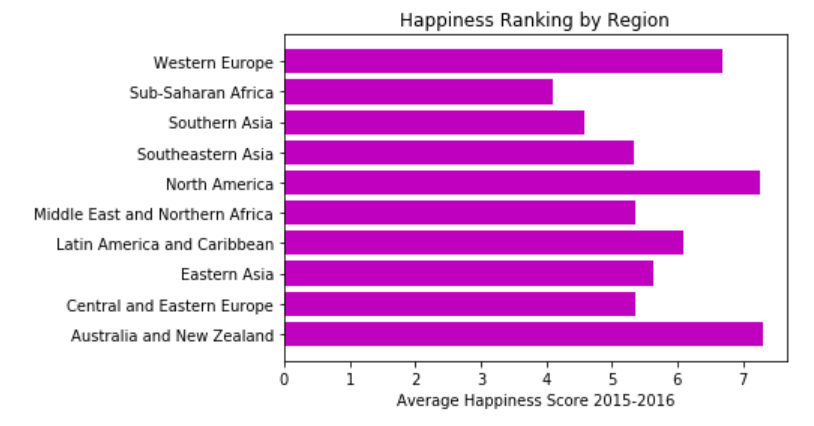 Happiness Ranking by Region
Western Europe
Sub-Saharan Africa
Southern Asia
Southeastern Asia
North America
Middle East and Northern Africa
Latin America and Caribbean
Eastern Asia
Central and Eastern Europe
Australia and New Zealand
0 1 2 3 4 5 6 7
Average Happiness Score 2015-2016